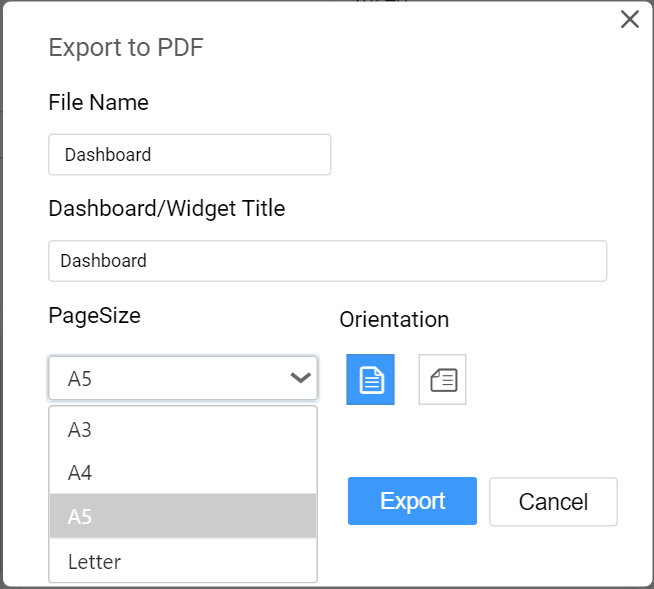 Export to PDF
File Name
Dashboard
Dashboard/Widget Title
Dashboard
PageSize
Orientation
A5
A3
A4
A5
Letter
Export
Cancel